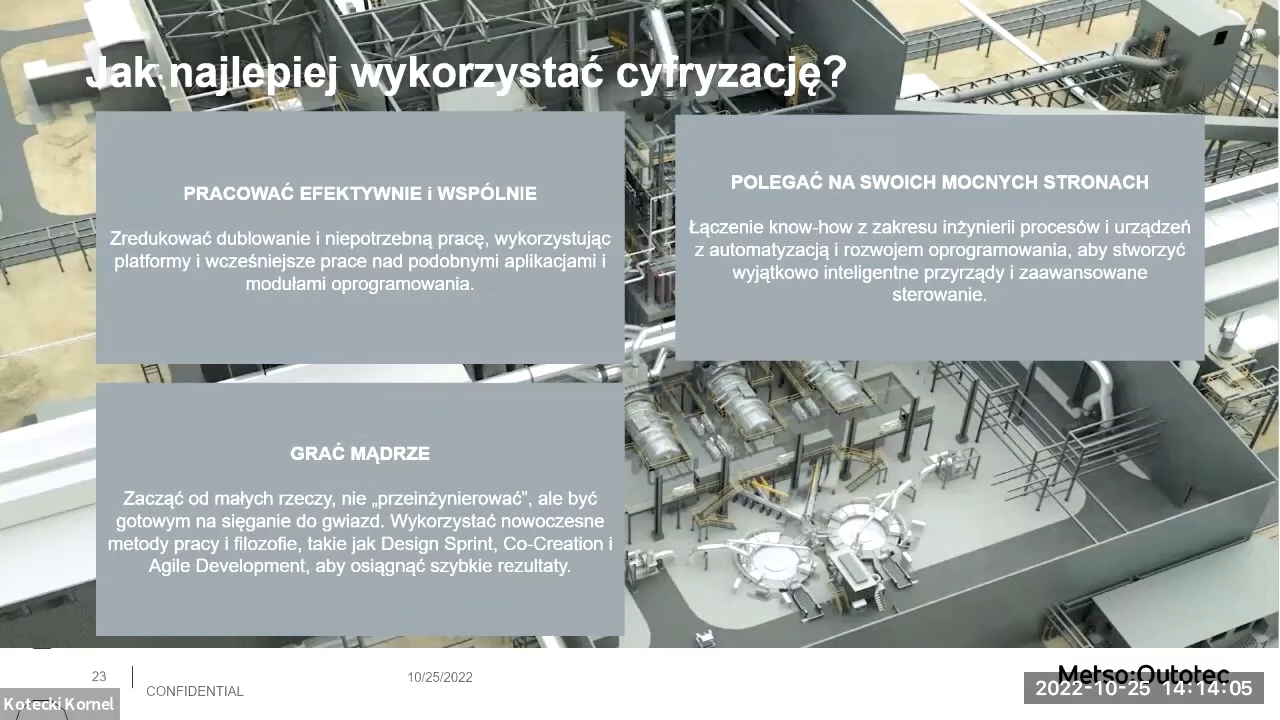 Jak najlepiej wykorzystać cyfryzację?
PRACOWAĆ EFEKTYWNIE i WSPÓLNIE
Zredukować dublowanie i niepotrzebną pracę, wykorzystując
platformy i wcześniejsze prace nad podobnymi aplikacjami i
modułami oprogramowania.
POLEGAĆ NA SWOICH MOCNYCH STRONACH
Łączenie know-how z zakresu inżynierii procesów i urządzeń
z automatyzacją i rozwojem oprogramowania, aby stworzyć
wyjątkowo inteligentne przyrządy i zaawansowane
sterowanie.
GRAĆ MĄDRZE
Zacząć od małych rzeczy, nie „przeinżynierować”, ale być
gotowym na sięganie do gwiazd. Wykorzystać nowoczesne
metody pracy i filozofie, takie jak Design Sprint, Co-Creation i
Agile Development, aby osiągnąć szybkie rezultaty.
23
CONFIDENTIAL
10/25/2022
Metso:Outotec
2022-10-25 14:14:05
Kotecki Kornel